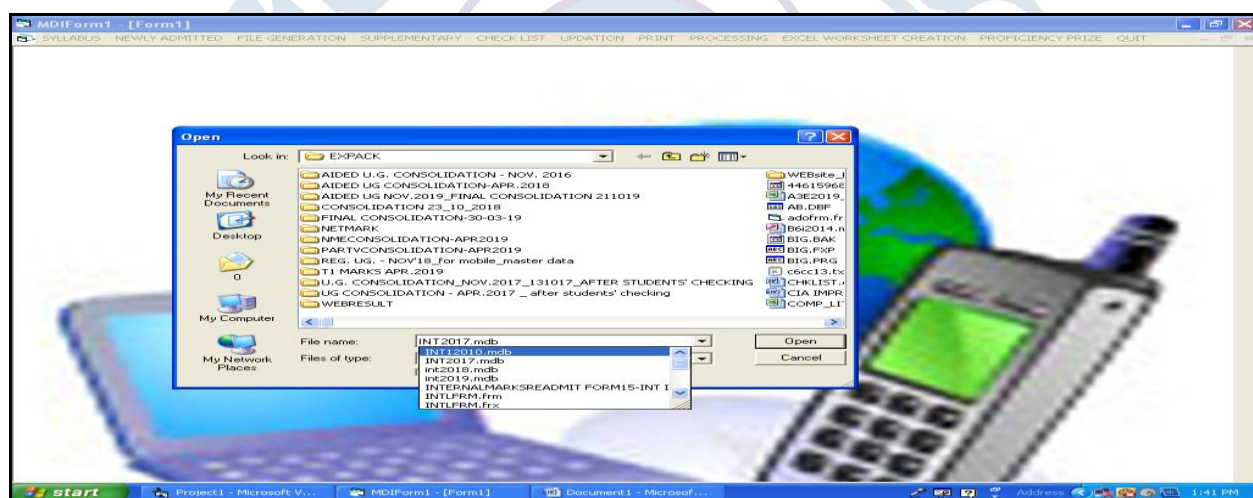 MDIForm1 - [Form1]
SYLLABUS NEWLY ADMITTED FILE GENERATION SUPPLEMENTARY CHECK LIST UPDATION PRINT PROCESSING EXCEL WORKSHEET CREATION PROFICIENCY PRIZE QUIT
Open
Look in: EXPACK
My Recent Documents
Desktop
0
My Computer
My Network Places
AIDED U.G. CONSOLIDATION - NOV. 2016
AIDED UG CONSOLIDATION-APR.2018
AIDED UG NOV.2019_FINAL CONSOLIDATION 211019
CONSOLIDATION 23_10_2018
FINAL CONSOLIDATION-30-03-19
NETMARK
NMECONSOLIDATION-APR2019
PARTVCONSOLIDATION-APR2019
REG. UG. - NOV'18_for mobile_master data
T1 MARKS APR.2019
U.G. CONSOLIDATION_NOV.2017_131017_AFTER STUDENTS' CHECKING
UG CONSOLIDATION - APR.2017 _ after students' checking
WEBRESULT
WEBsite_
44615968
A3E2019_
AB.DBF
adofrm.fr
B6I2014.
BIG.BAK
BIG.FXP
BIG.PRG
c6cc13.tx
CHKLIST.
CIA IMPR
COMP_LI
File name: INT2017.mdb Open
Files of type: Cancel
INT12010.mdb
INT2017.mdb
int2018.mdb
int2019.mdb
INTERNALMARKSREADMIT FORM15-INT I
INTLFRM.frm
INTLFRM.frx
start Project1 - Microsoft V... MDIForm1 - [Form1] Document1 - Microsof... Address 1:41 PM